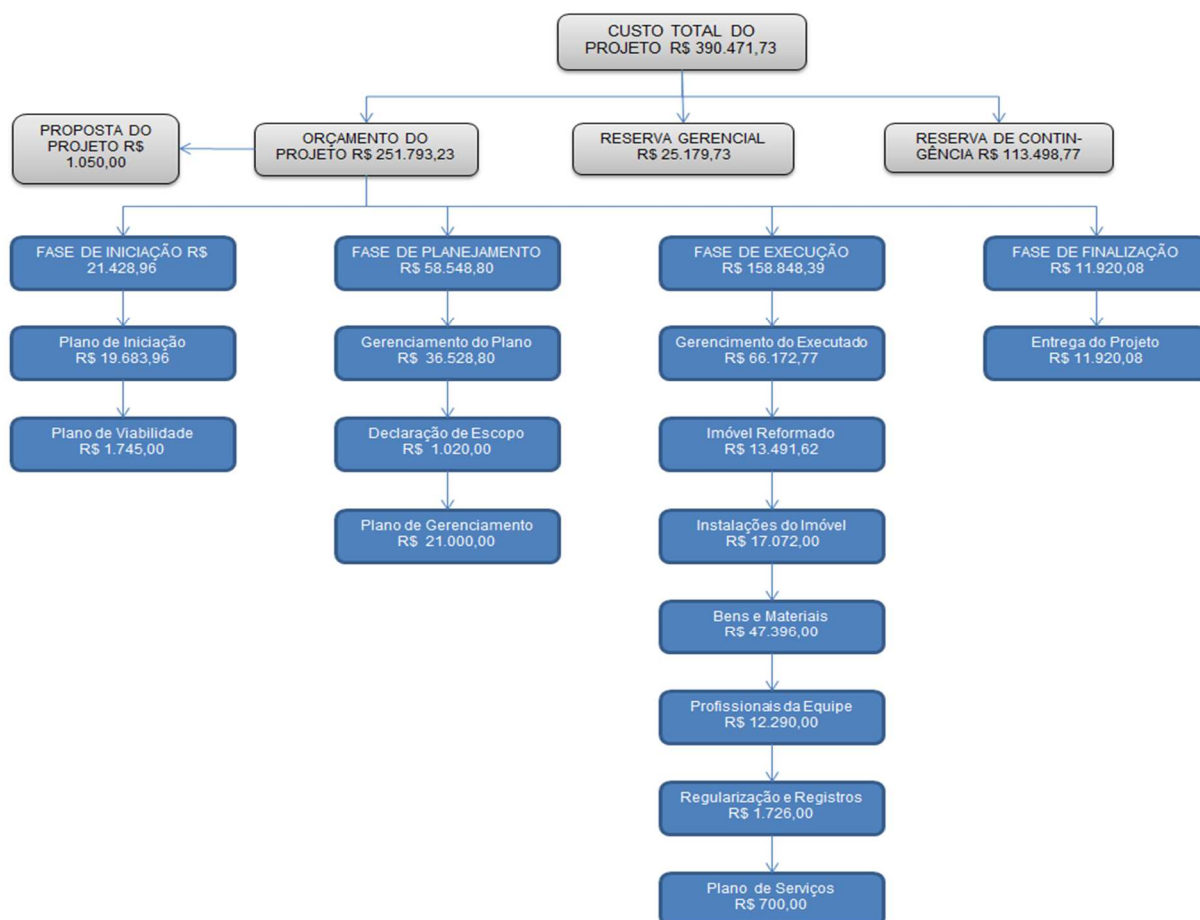 CUSTO TOTAL DO
PROJETO R$ 390.471,73
PROPOSTA DO
PROJETO R$
1.050,00
ORÇAMENTO DO
PROJETO R$ 251.793,23
RESERVA GERENCIAL
R$ 25.179,73
RESERVA DE CONTIN-
GÊNCIA R$ 113.498,77
FASE DE INICIAÇÃO R$
21.428,96
FASE DE PLANEJAMENTO
R$ 58.548,80
FASE DE EXECUÇÃO
R$ 158.848,39
FASE DE FINALIZAÇÃO
R$ 11.920,08
Plano de Iniciação
R$ 19.683,96
Gerenciamento do Plano
R$ 36.528,80
Gerencimento do Executado
R$ 66.172,77
Entrega do Projeto
R$ 11.920,08
Plano de Viabilidade
R$ 1.745,00
Declaração de Escopo
R$ 1.020,00
Imóvel Reformado
R$ 13.491,62
Plano de Gerenciamento
R$ 21.000,00
Instalações do Imóvel
R$ 17.072,00
Bens e Materiais
R$ 47.396,00
Profissionais da Equipe
R$ 12.290,00
Regularização e Registros
R$ 1.726,00
Plano de Serviços
R$ 700,00